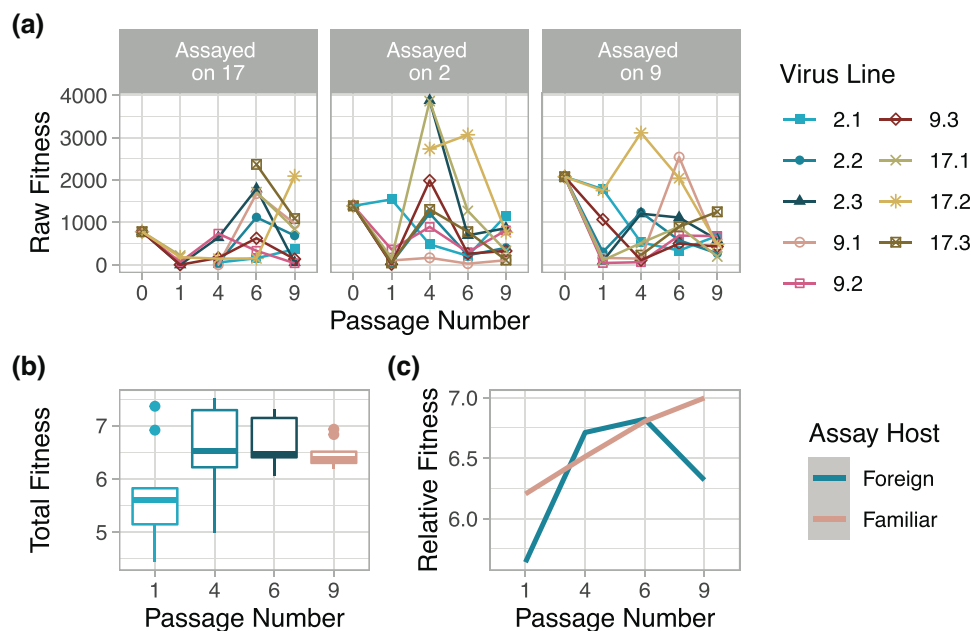 (a)
Assayed
on 17
Assayed
on 2
Assayed
on 9
Raw Fitness
4000
3000
2000
1000
0
0 1 4 6 9
0 1 4 6 9
0 1 4 6 9
Passage Number
Virus Line
2.1
2.2
2.3
9.1
9.2
9.3
17.1
17.2
17.3
(b)
Total Fitness
7
6
5
1 4 6 9
Passage Number
(c)
Relative Fitness
7.0
6.5
6.0
1 4 6 9
Passage Number
Assay Host
Foreign
Familiar